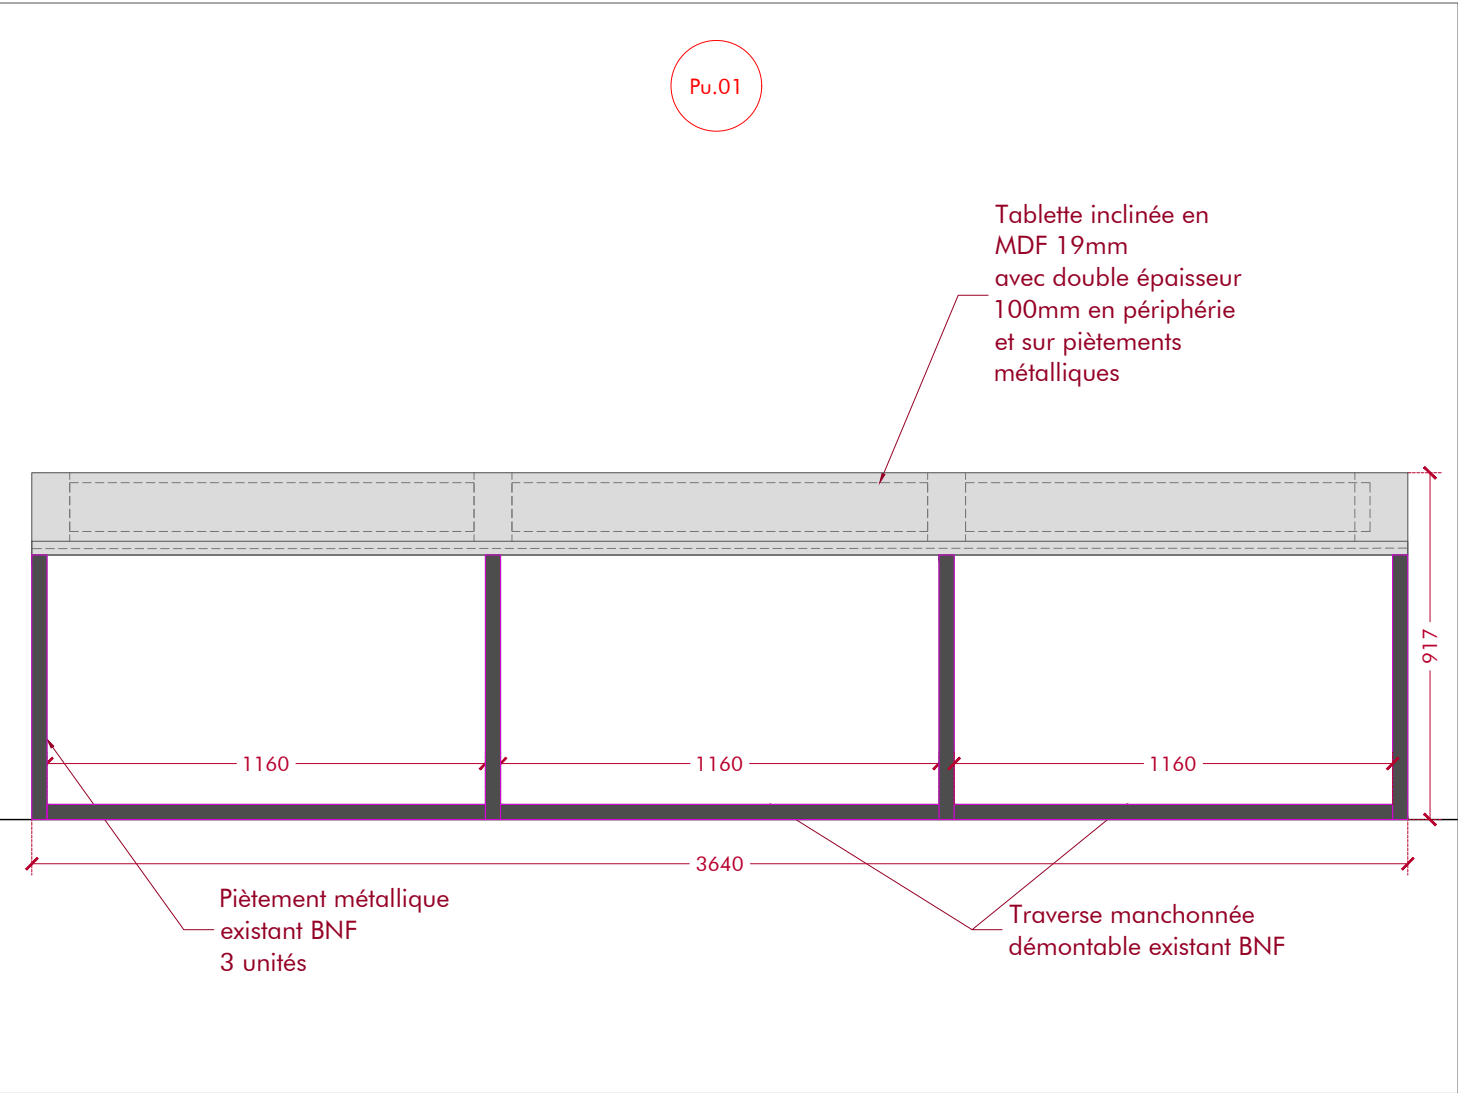 Pu.01
Tablette inclinée en
MDF 19mm
avec double épaisseur
100mm en périphérie
et sur piètements
métalliques
917
1160
1160
1160
3640
Piètement métallique
existant BNF
3 unités
Traverse manchonnée
démontable existant BNF